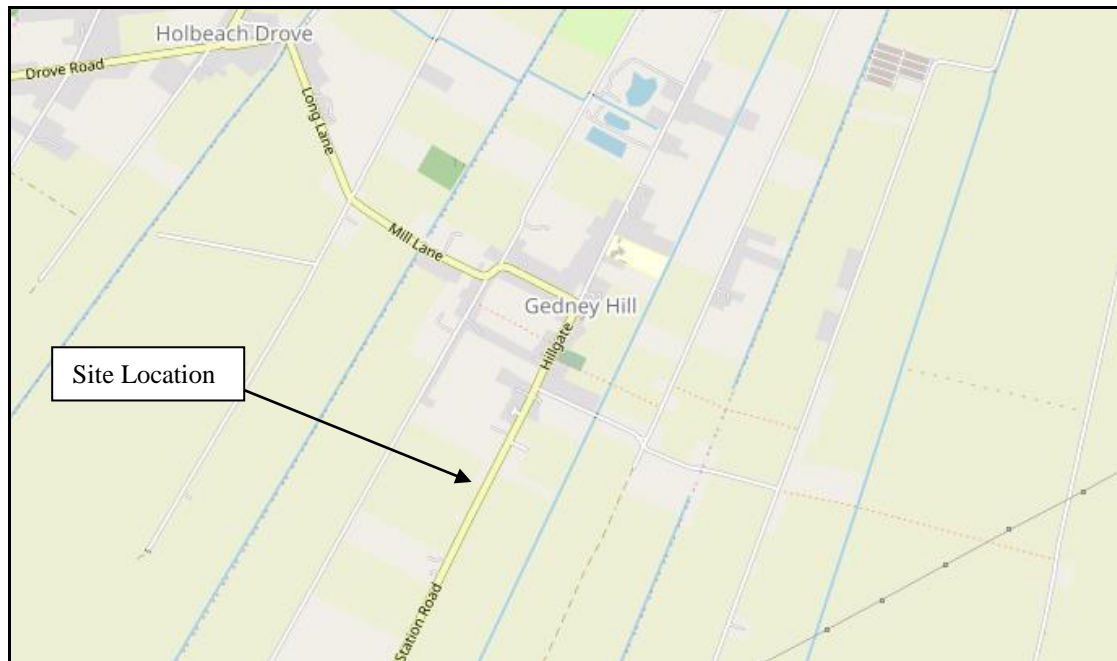 Holbeach Drove
Drove Road
Long Lane
Mill Lane
Gedney Hill
Hillgate
Site Location
Station Road